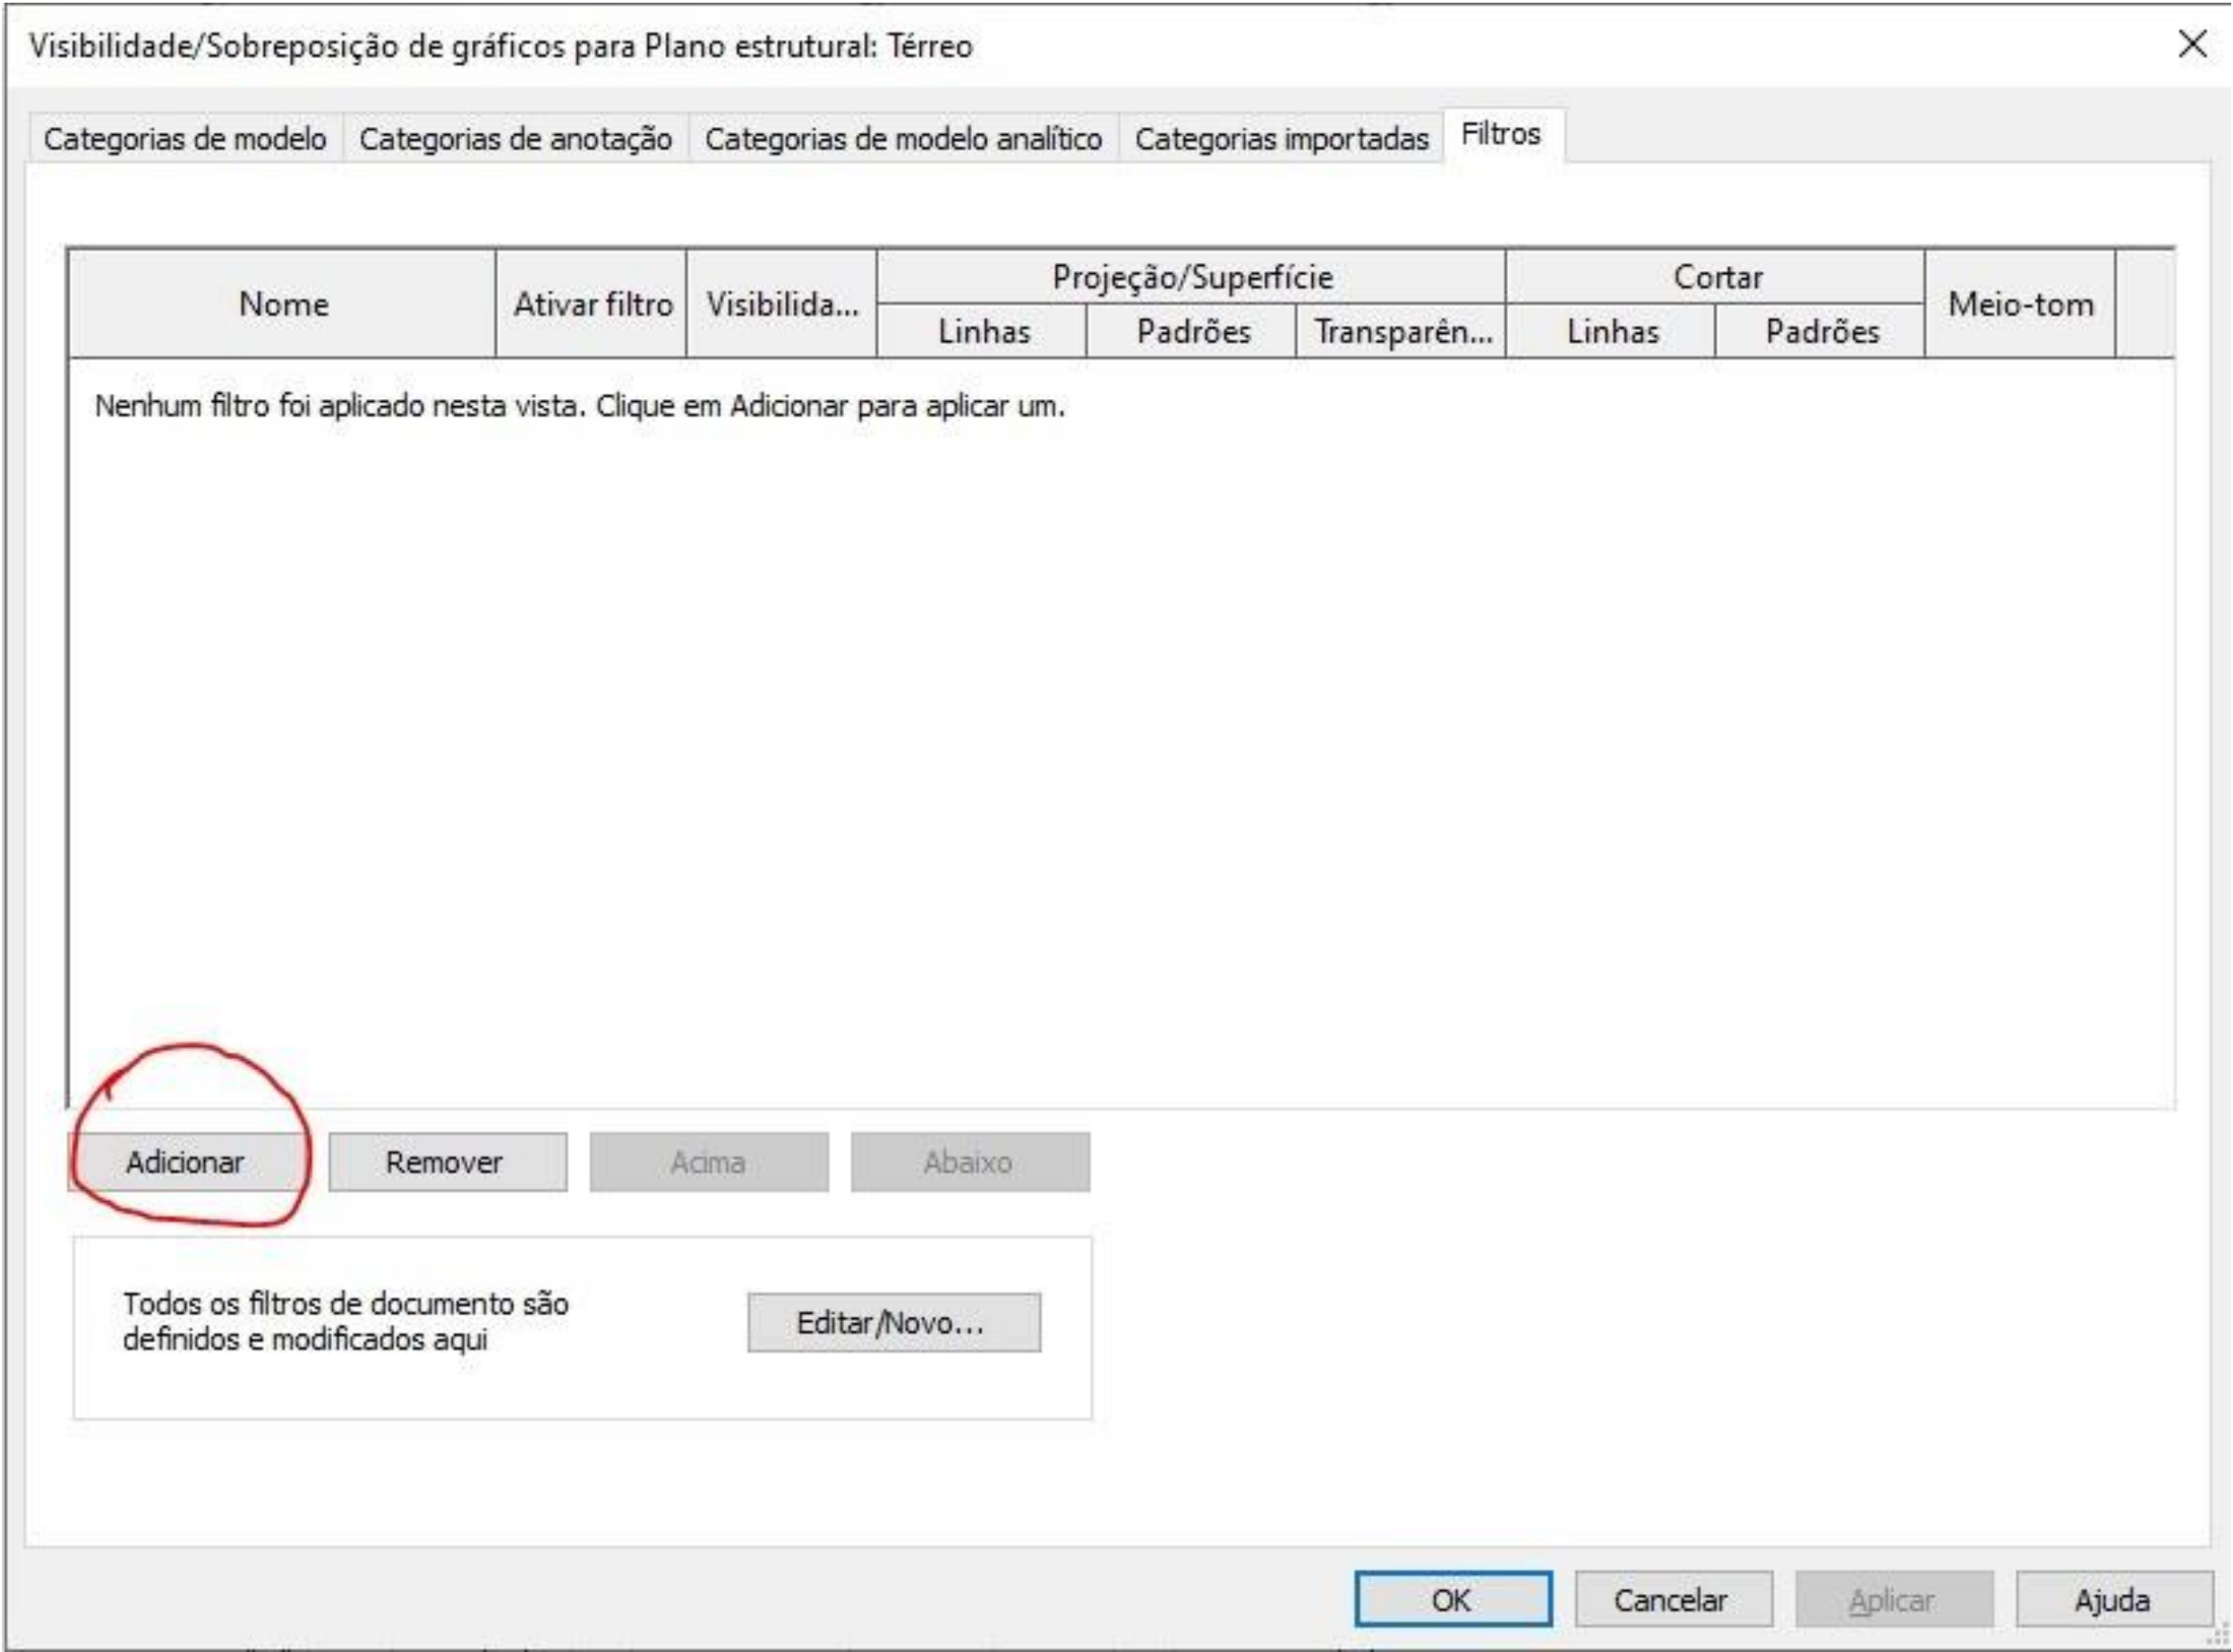 Visibilidade/Sobreposição de gráficos para Plano estrutural: Térreo
Categorias de modelo Categorias de anotação Categorias de modelo analítico Categorias importadas Filtros
Nome Ativar filtro Visibilida... Projeção/Superfície Cortar Meio-tom
Linhas Padrões Transparên... Linhas Padrões
Nenhum filtro foi aplicado nesta vista. Clique em Adicionar para aplicar um.
Adicionar Remover Acima Abaixo
Todos os filtros de documento são
definidos e modificados aqui
Editar/Novo...
OK Cancelar Aplicar Ajuda